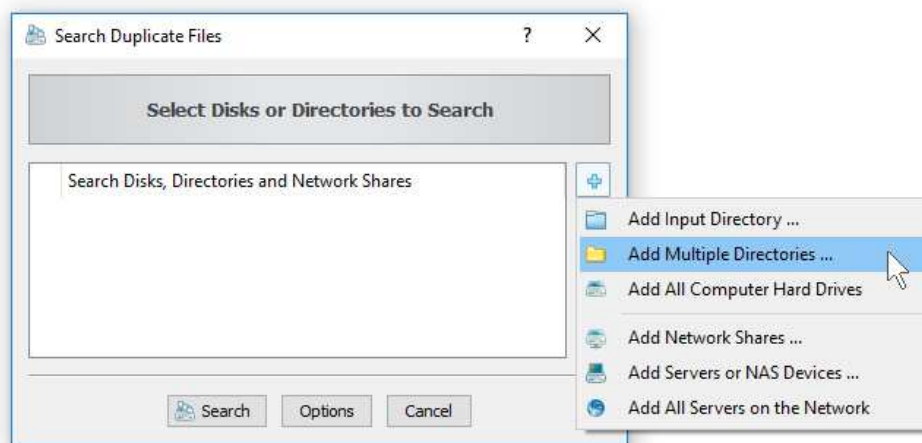 Search Duplicate Files
?
Select Disks or Directories to Search
Search Disks, Directories and Network Shares
Add Input Directory ...
Add Multiple Directories ...
Add All Computer Hard Drives
Add Network Shares ...
Add Servers or NAS Devices ...
Add All Servers on the Network
Search
Options
Cancel